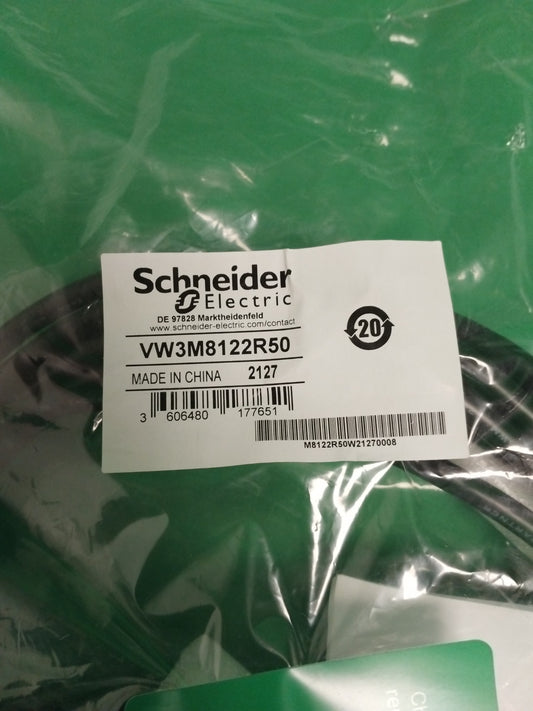 Schneider
Electric
DE 97828 Marktheidenfeld
www.schneider-electric.com/contact
20
VW3M8122R50
MADE IN CHINA 2127
3 606480 177651
M8122R50W21270008